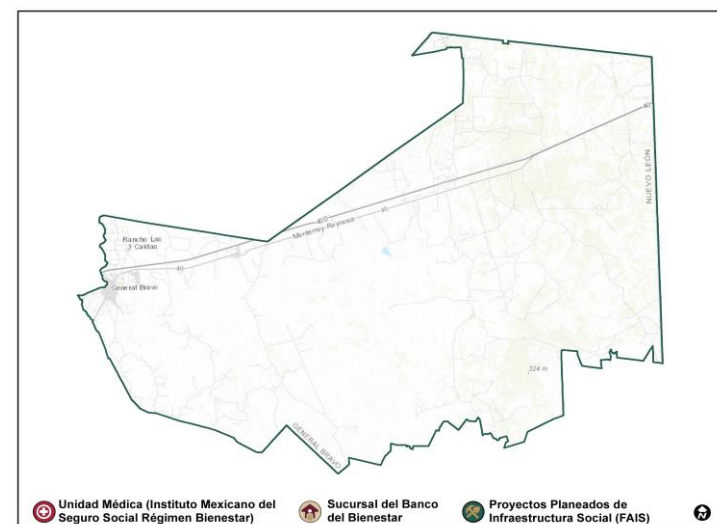 NUEVO LEÓN
40D
40
Monterrey-Reynosa
Rancho Las
3 Caídas
40
General Bravo
324 m
GENERAL BRAVO
Unidad Médica (Instituto Mexicano del
Seguro Social Régimen Bienestar)
Sucursal del Banco
del Bienestar
Proyectos Planeados de
Infraestructura Social (FAIS)
N